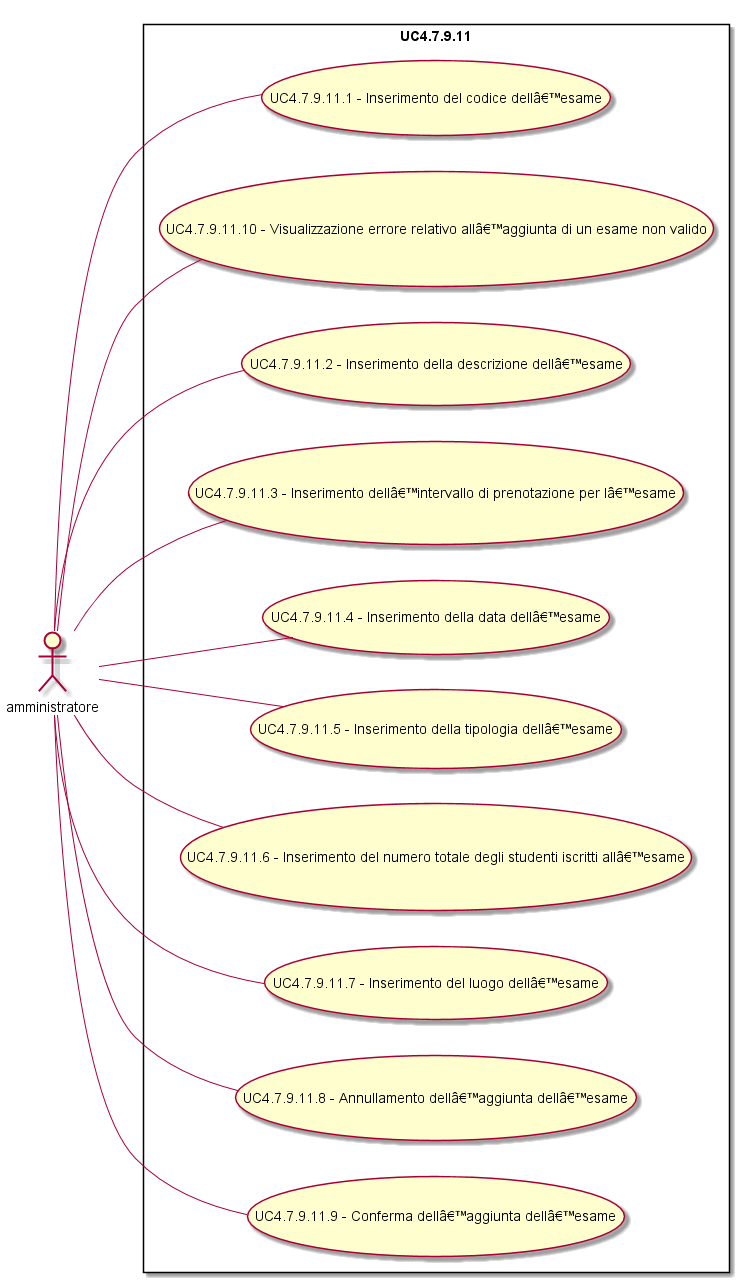 UC4.7.9.11
UC4.7.9.11.1 - Inserimento del codice dellâ€™esame
UC4.7.9.11.10 - Visualizzazione errore relativo allâ€™aggiunta di un esame non valido
UC4.7.9.11.2 - Inserimento della descrizione dellâ€™esame
UC4.7.9.11.3 - Inserimento dellâ€™intervallo di prenotazione per lâ€™esame
UC4.7.9.11.4 - Inserimento della data dellâ€™esame
amministratore
UC4.7.9.11.5 - Inserimento della tipologia dellâ€™esame
UC4.7.9.11.6 - Inserimento del numero totale degli studenti iscritti allâ€™esame
UC4.7.9.11.7 - Inserimento del luogo dellâ€™esame
UC4.7.9.11.8 - Annullamento dellâ€™aggiunta dellâ€™esame
UC4.7.9.11.9 - Conferma dellâ€™aggiunta dellâ€™esame